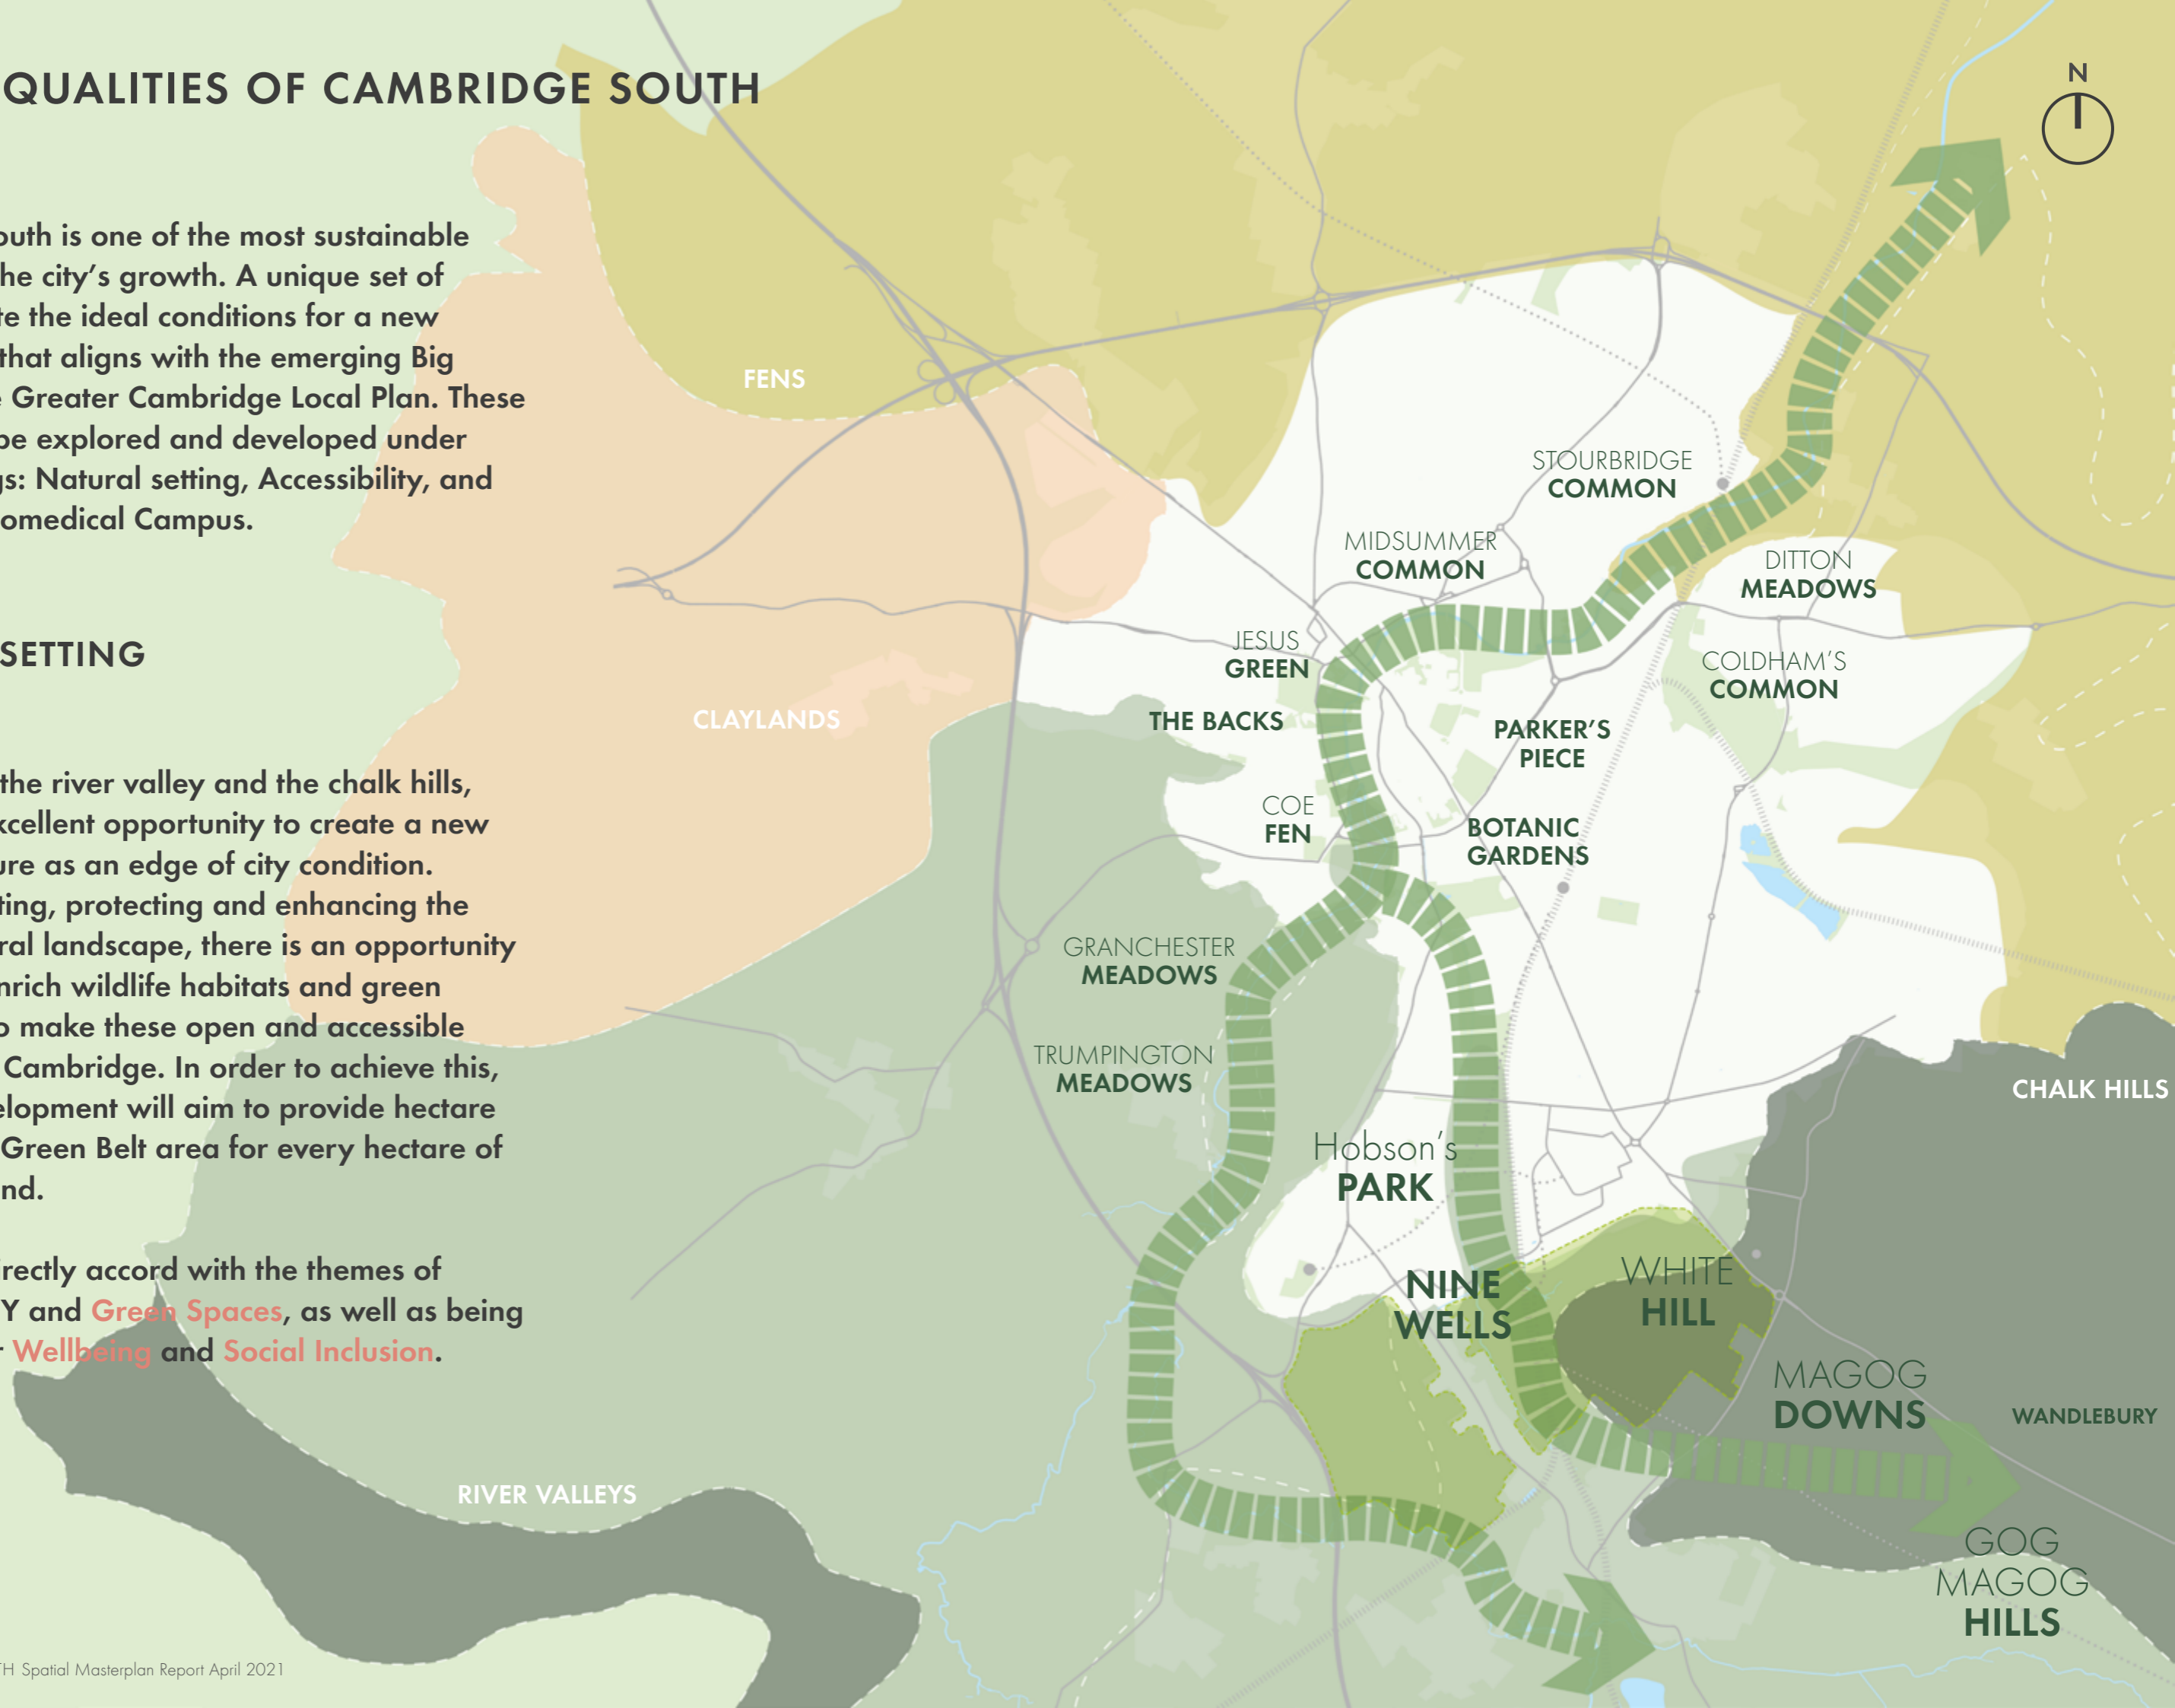 QUALITIES OF CAMBRIDGE SOUTH
outh is one of the most sustainable
the city's growth. A unique set of
te the ideal conditions for a new
that aligns with the emerging Big
e Greater Cambridge Local Plan. These
be explored and developed under
gs: Natural setting, Accessibility, and
omedical Campus.
SETTING
the river valley and the chalk hills,
xcellent opportunity to create a new
ure as an edge of city condition.
ting, protecting and enhancing the
ral landscape, there is an opportunity
nrich wildlife habitats and green
o make these open and accessible
Cambridge. In order to achieve this,
elopment will aim to provide hectare
Green Belt area for every hectare of
nd.
irectly accord with the themes of
Y and Green Spaces, as well as being
r Wellbeing and Social Inclusion.
TH Spatial Masterplan Report April 2021
N
FENS
STOURBRIDGE
COMMON
MIDSUMMER
COMMON
DITTON
MEADOWS
JESUS
GREEN
COLDHAM'S
COMMON
CLAYLANDS
THE BACKS
PARKER'S
PIECE
COE
FEN
BOTANIC
GARDENS
GRANCHESTER
MEADOWS
TRUMPINGTON
MEADOWS
CHALK HILLS
Hobson's
PARK
NINE
WELLS
WHITE
HILL
MAGOG
DOWNS
WANDLEBURY
RIVER VALLEYS
GOG
MAGOG
HILLS